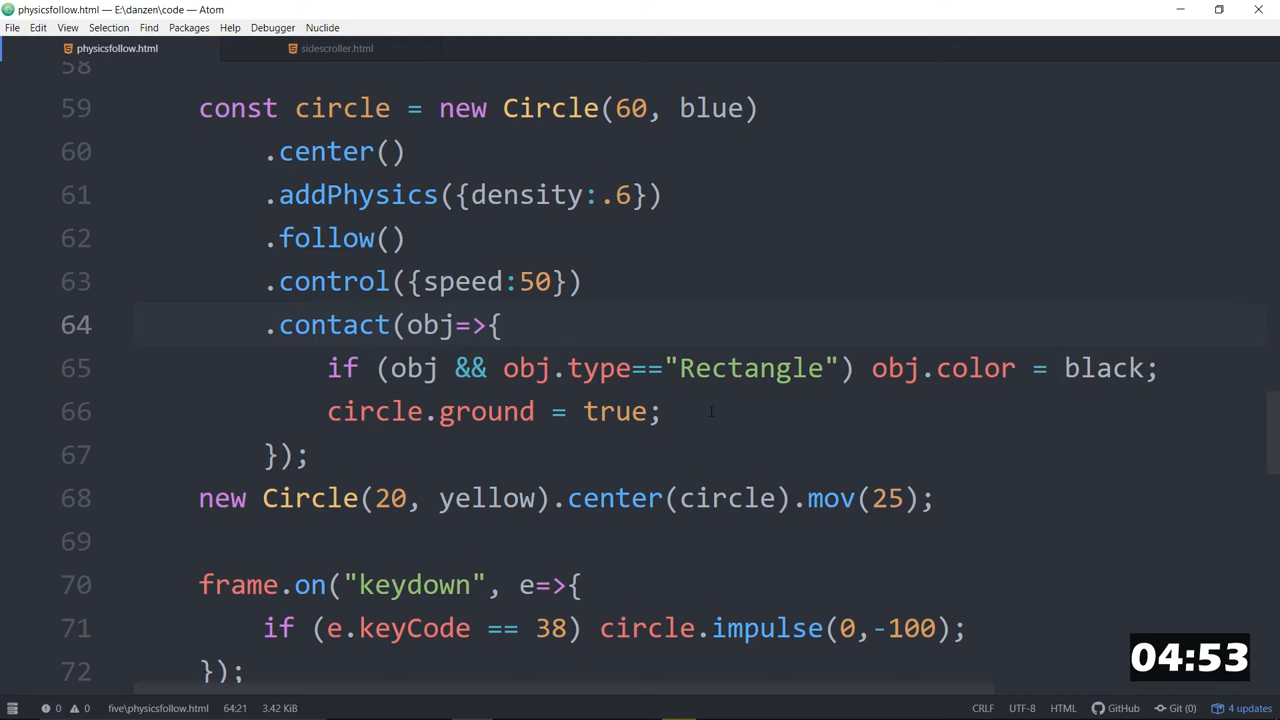 physicsfollow.html — E:\danzen\code — Atom
File Edit View Selection Find Packages Help Debugger Nuclide
physicsfollow.html sidescroller.html
58
59 const circle = new Circle(60, blue)
60 .center()
61 .addPhysics({density:.6})
62 .follow()
63 .control({speed:50})
64 .contact(obj=>{
65 if (obj && obj.type=="Rectangle") obj.color = black;
66 circle.ground = true;
67 });
68 new Circle(20, yellow).center(circle).mov(25);
69
70 frame.on("keydown", e=>{
71 if (e.keyCode == 38) circle.impulse(0,-100);
72 });
04:53
0 0 five\physicsfollow.html 64:21 3.42 KiB CRLF UTF-8 HTML GitHub Git (0) 4 updates